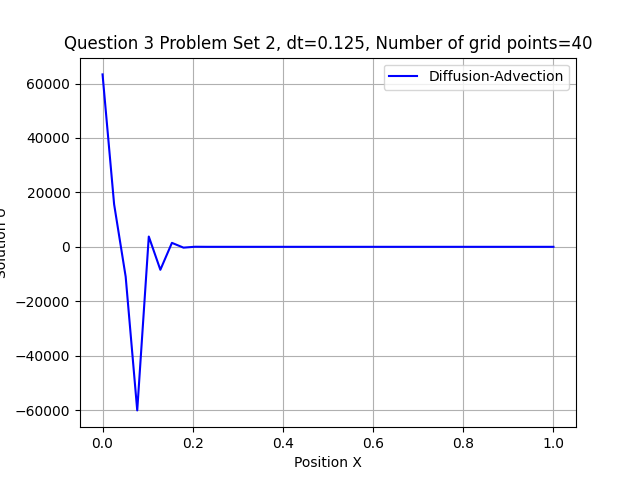 Question 3 Problem Set 2, dt=0.125, Number of grid points=40
Diffusion-Advection
60000
40000
20000
0
−20000
−40000
−60000
Solution
0.0 0.2 0.4 0.6 0.8 1.0
Position X